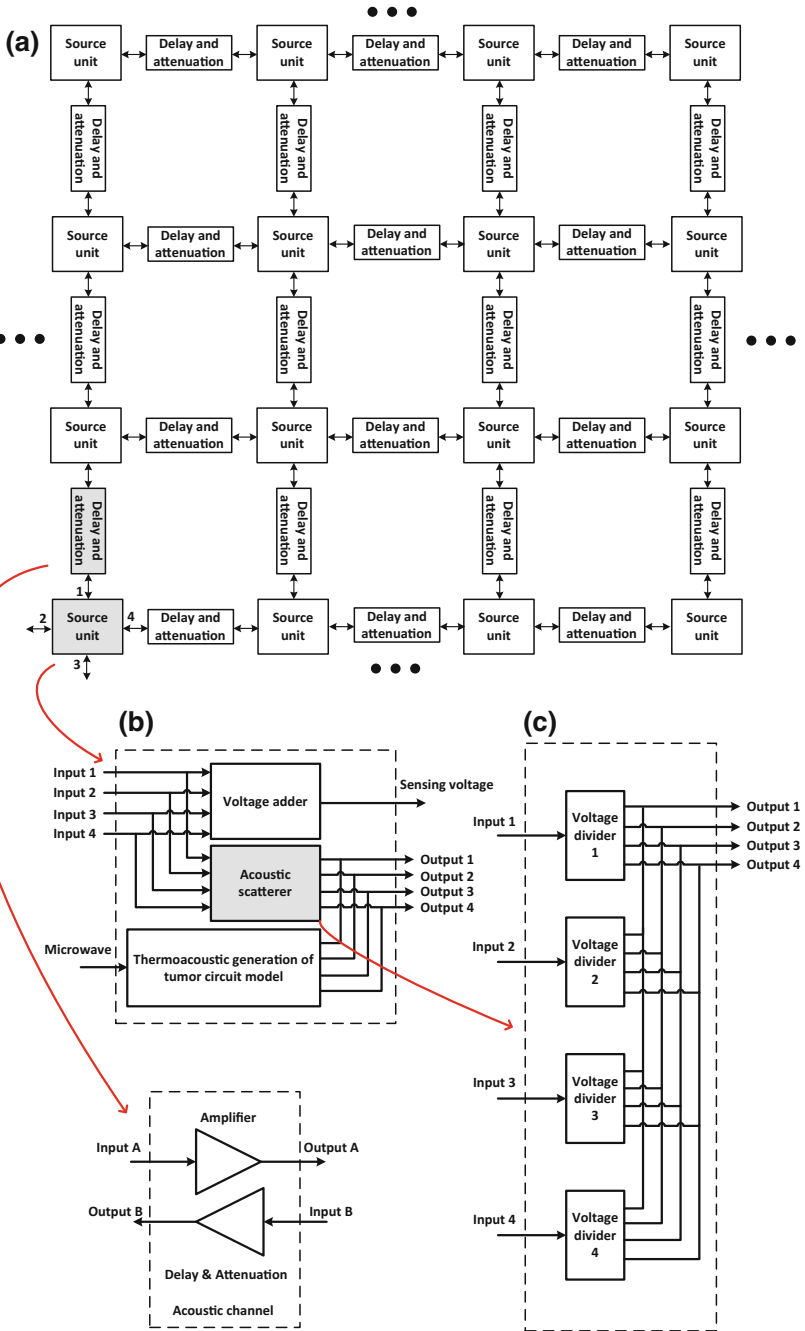 (a)
Source unit
Delay and attenuation
Source unit
Delay and attenuation
Source unit
Delay and attenuation
Source unit
Delay and attenuation
Delay and attenuation
Delay and attenuation
Delay and attenuation
Source unit
Delay and attenuation
Source unit
Delay and attenuation
Source unit
Delay and attenuation
Source unit
Delay and attenuation
Delay and attenuation
Delay and attenuation
Delay and attenuation
Source unit
Delay and attenuation
Source unit
Delay and attenuation
Source unit
Delay and attenuation
Source unit
Delay and attenuation
Delay and attenuation
Delay and attenuation
Delay and attenuation
1
2
Source unit
4
3
Delay and attenuation
Source unit
Delay and attenuation
Source unit
Delay and attenuation
Source unit
(b)
Input 1
Input 2
Input 3
Input 4
Voltage adder
Sensing voltage
Acoustic scatterer
Output 1
Output 2
Output 3
Output 4
Microwave
Thermoacoustic generation of tumor circuit model
Amplifier
Input A
Output A
Output B
Input B
Delay & Attenuation
Acoustic channel
(c)
Input 1
Voltage divider 1
Output 1
Output 2
Output 3
Output 4
Input 2
Voltage divider 2
Input 3
Voltage divider 3
Input 4
Voltage divider 4